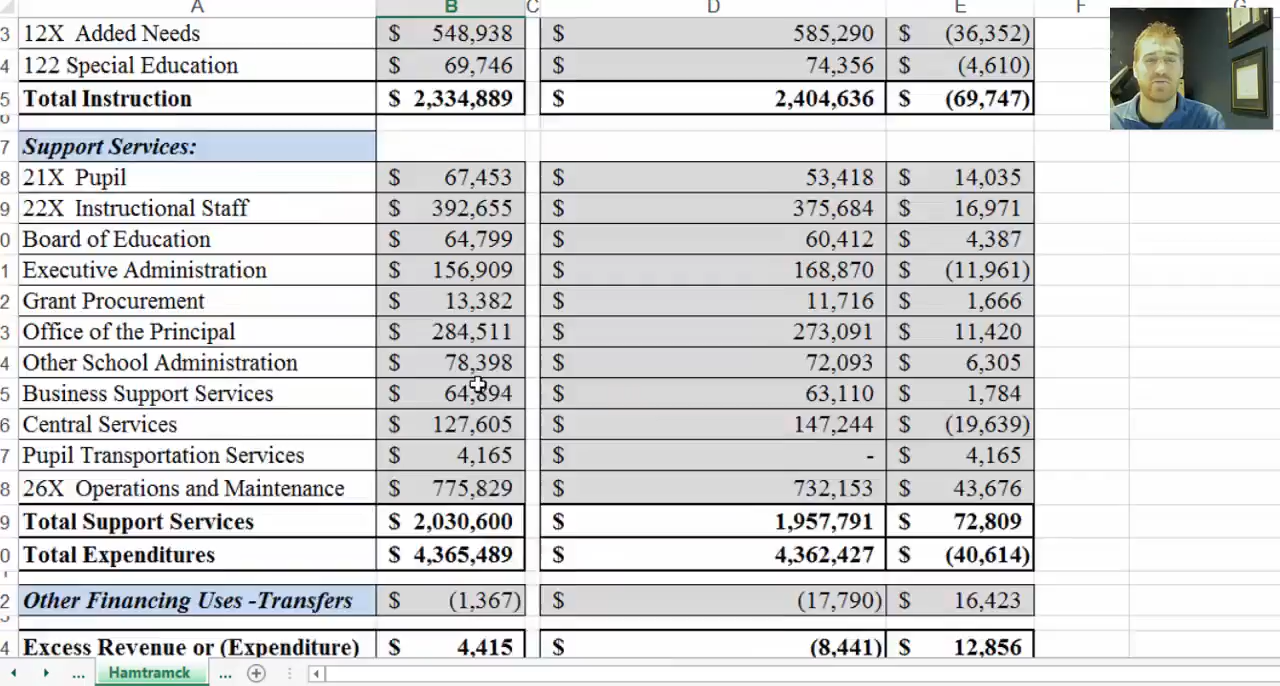 A B C D E F G
3 12X Added Needs $ 548,938 $ 585,290 $ (36,352)
4 122 Special Education $ 69,746 $ 74,356 $ (4,610)
5 Total Instruction $ 2,334,889 $ 2,404,636 $ (69,747)
6
7 Support Services:
8 21X Pupil $ 67,453 $ 53,418 $ 14,035
9 22X Instructional Staff $ 392,655 $ 375,684 $ 16,971
0 Board of Education $ 64,799 $ 60,412 $ 4,387
1 Executive Administration $ 156,909 $ 168,870 $ (11,961)
2 Grant Procurement $ 13,382 $ 11,716 $ 1,666
3 Office of the Principal $ 284,511 $ 273,091 $ 11,420
4 Other School Administration $ 78,398 $ 72,093 $ 6,305
5 Business Support Services $ 64,894 $ 63,110 $ 1,784
6 Central Services $ 127,605 $ 147,244 $ (19,639)
7 Pupil Transportation Services $ 4,165 $ - $ 4,165
8 26X Operations and Maintenance $ 775,829 $ 732,153 $ 43,676
9 Total Support Services $ 2,030,600 $ 1,957,791 $ 72,809
0 Total Expenditures $ 4,365,489 $ 4,362,427 $ (40,614)
2 Other Financing Uses -Transfers $ (1,367) $ (17,790) $ 16,423
4 Excess Revenue or (Expenditure) $ 4,415 $ (8,441) $ 12,856
... Hamtramck ...